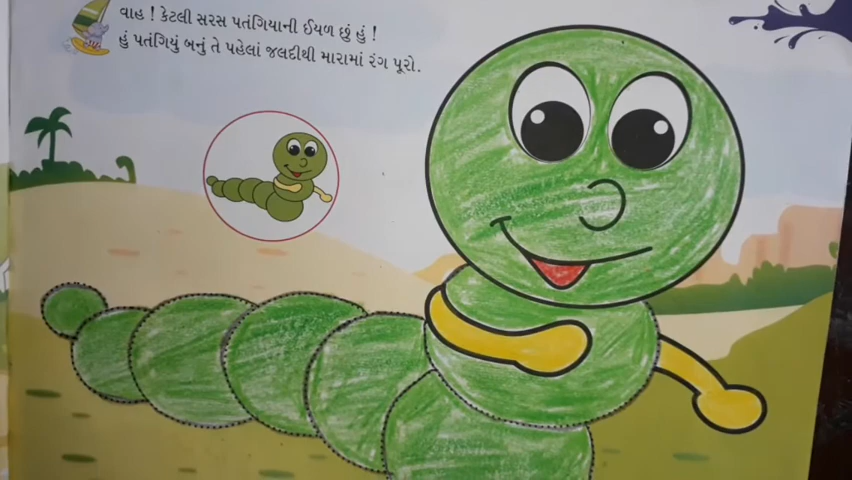 વાહ ! કેટલી સરસ પતંગિયાની ઈયળ છું હું !
હું પતંગિયું બનું તે પહેલાં જલદીથી મારામાં રંગ પૂરો.